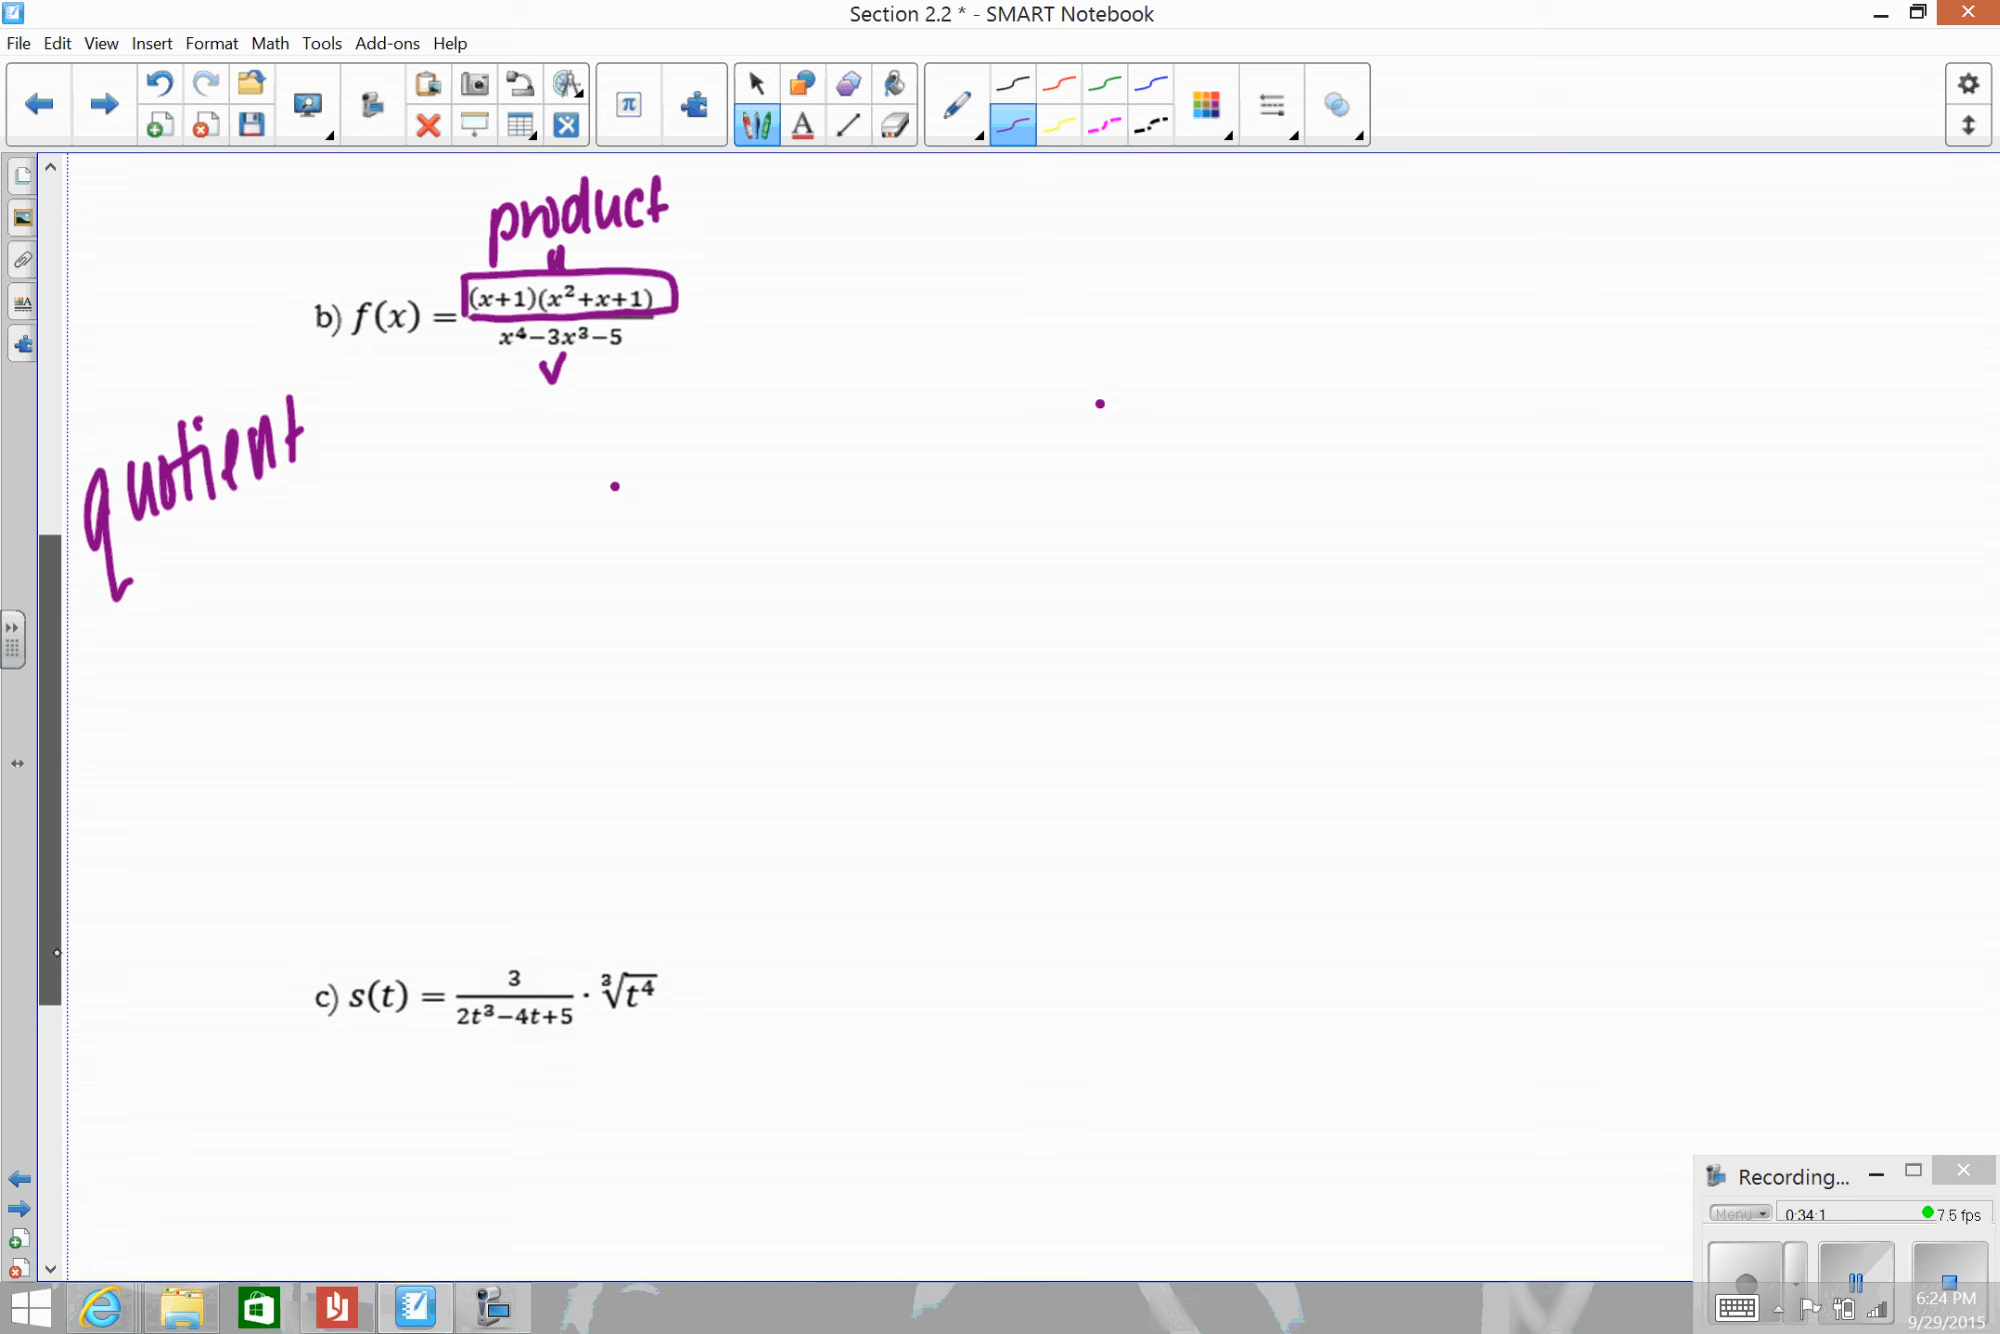 Section 2.2 * - SMART Notebook
File Edit View Insert Format Math Tools Add-ons Help
π
A
product
b) f(x) = (x+1)(x²+x+1) / x⁴−3x³−5
quotient
c) s(t) = 3 / 2t³−4t+5 · ∛t⁴
Recording...
Menu 0:34:1 7.5 fps
6:24 PM
9/29/2015